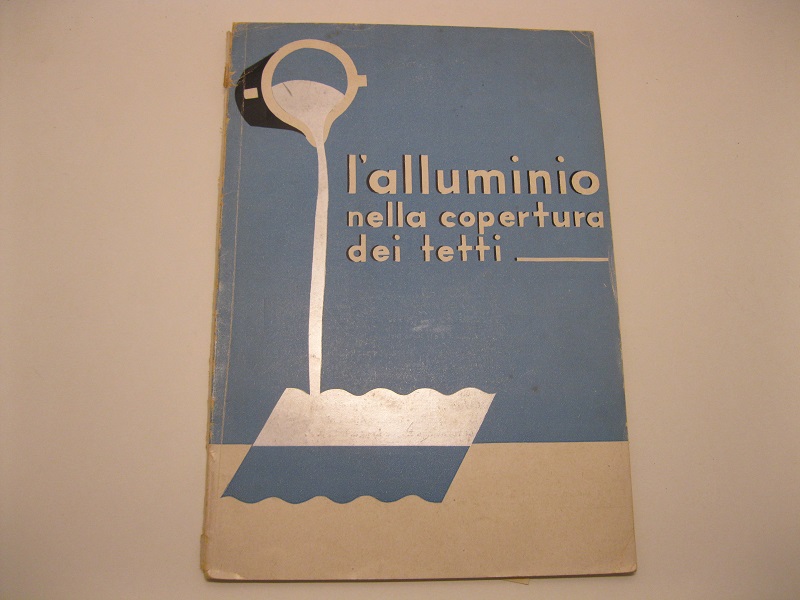 l'alluminio
nella copertura
dei tetti